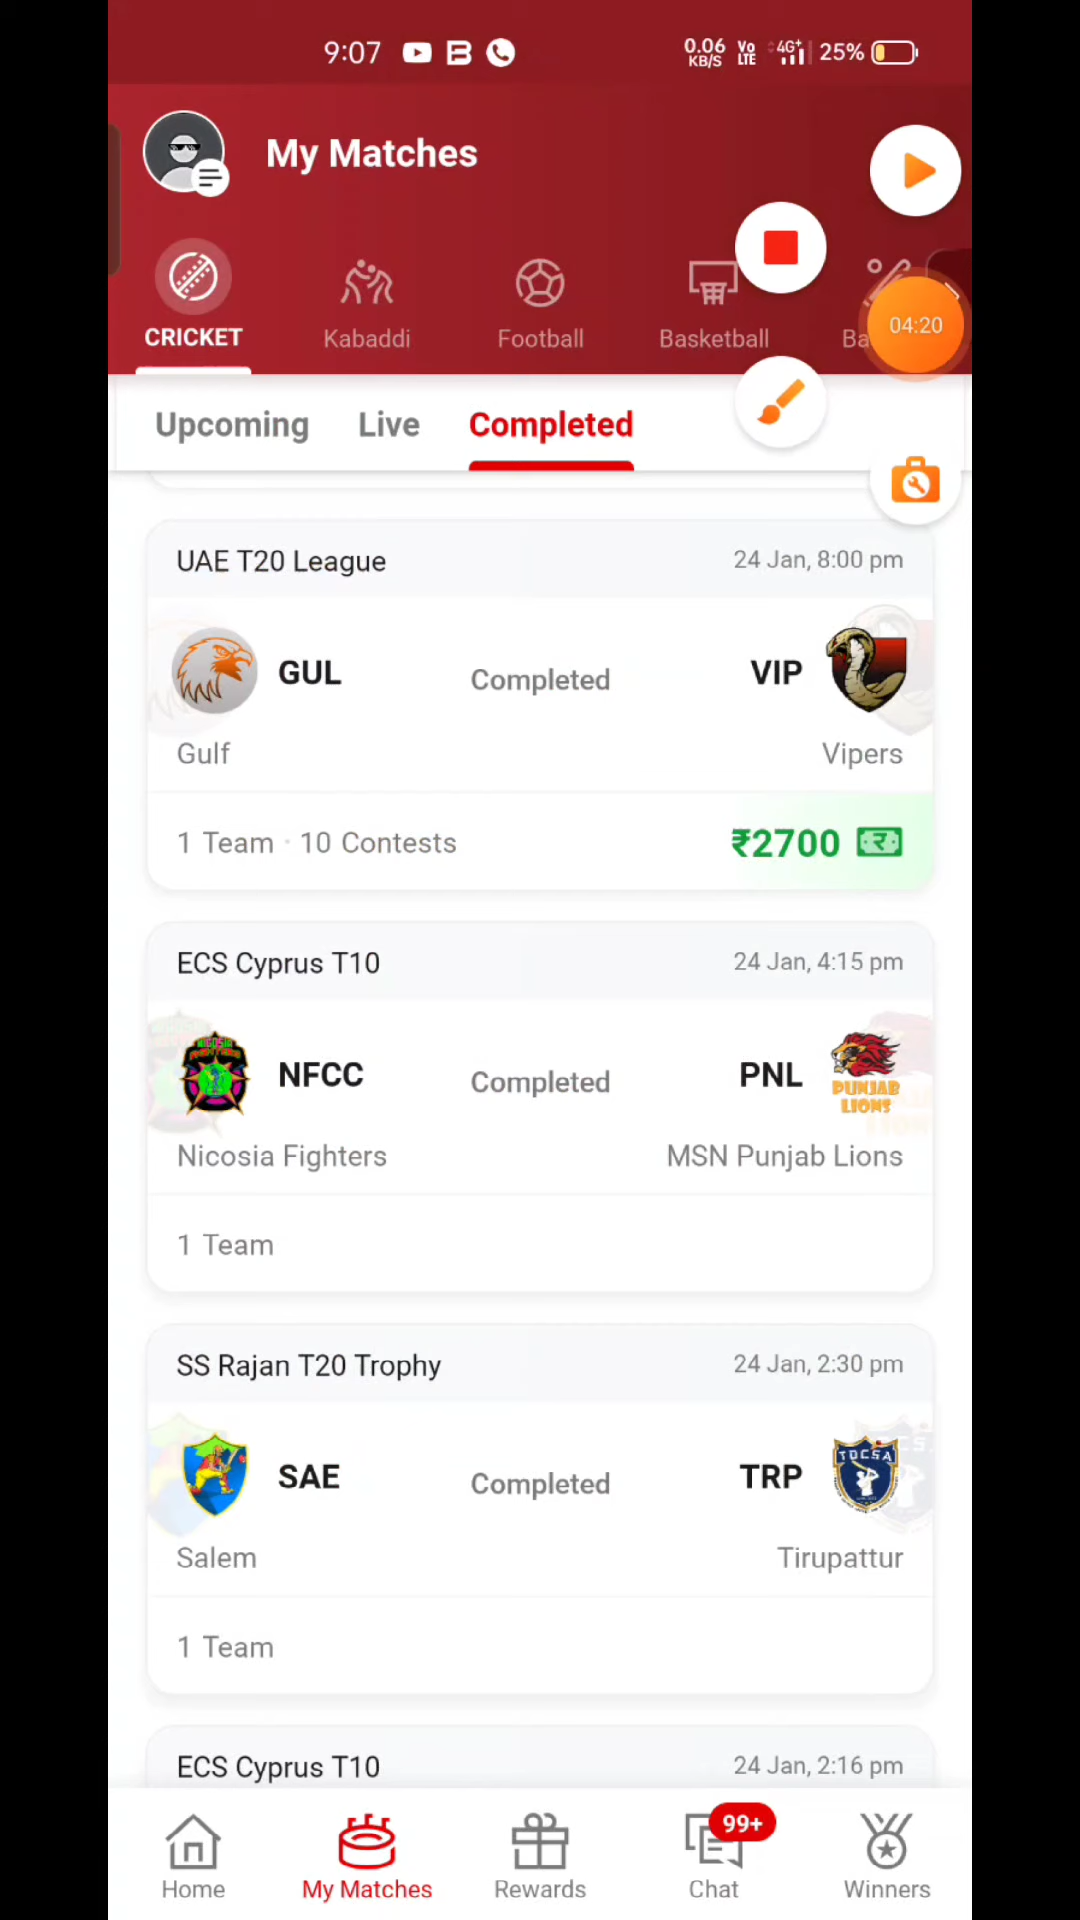 9:07
0.06 KB/S Vo LTE 4G+ 25%
My Matches
CRICKET Kabaddi Football Basketball Ba
04:20
Upcoming Live Completed
UAE T20 League 24 Jan, 8:00 pm
GUL Completed VIP
Gulf Vipers
1 Team · 10 Contests ₹2700
ECS Cyprus T10 24 Jan, 4:15 pm
NFCC Completed PNL
PUNJAB
LIONS
Nicosia Fighters MSN Punjab Lions
1 Team
SS Rajan T20 Trophy 24 Jan, 2:30 pm
TDCSA
SAE Completed TRP
Salem Tirupattur
1 Team
ECS Cyprus T10 24 Jan, 2:16 pm
99+
Home My Matches Rewards Chat Winners